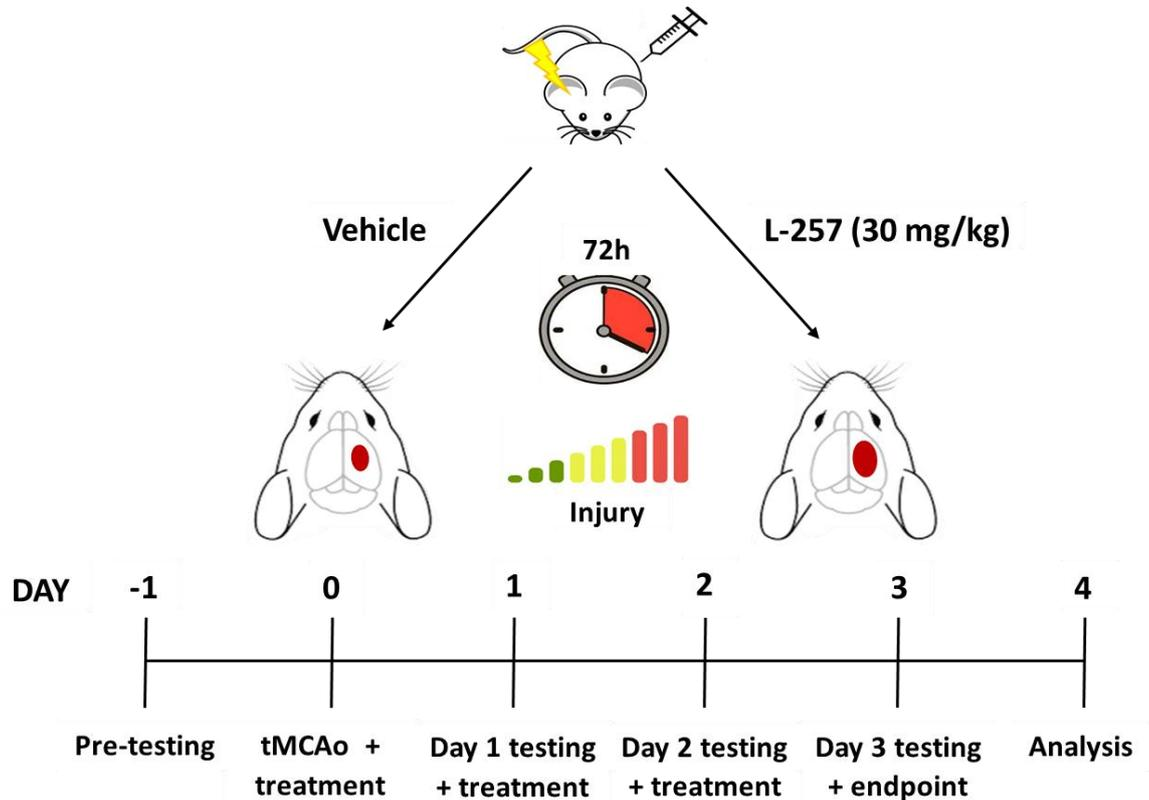 Vehicle
L-257 (30 mg/kg)
72h
Injury
DAY -1 0 1 2 3 4
Pre-testing
tMCAo +
treatment
Day 1 testing
+ treatment
Day 2 testing
+ treatment
Day 3 testing
+ endpoint
Analysis